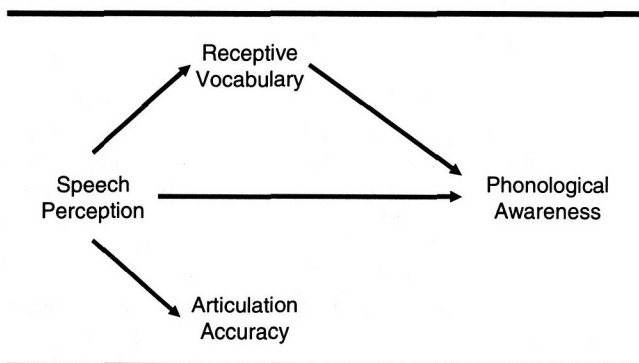 Receptive
Vocabulary
Speech
Perception
Phonological
Awareness
Articulation
Accuracy